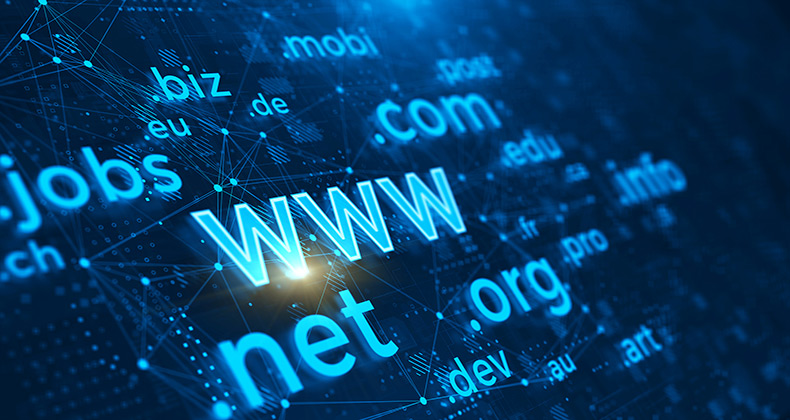 .mobi
.post
.biz
.de
.com
.eu
.edu
.jobs
.info
www
.ch
.fr
.pro
.org
net
.dev
.au
.art